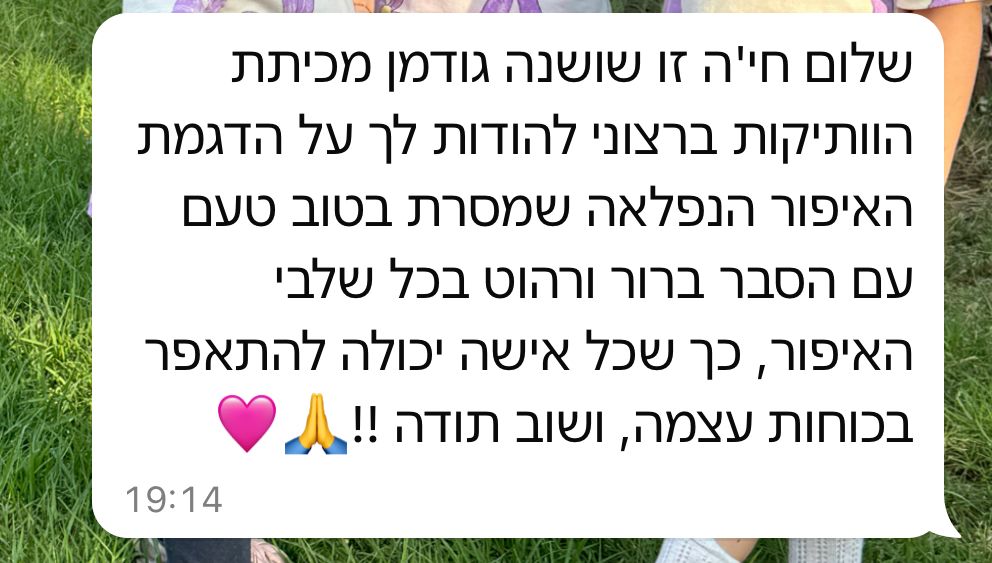 שלום חי'ה זו שושנה גודמן מכיתת
הוותיקות ברצוני להודות לך על הדגמת
האיפור הנפלאה שמסרת בטוב טעם
עם הסבר ברור ורהוט בכל שלבי
האיפור, כך שכל אישה יכולה להתאפר
בכוחות עצמה, ושוב תודה !!🙏💗
19:14